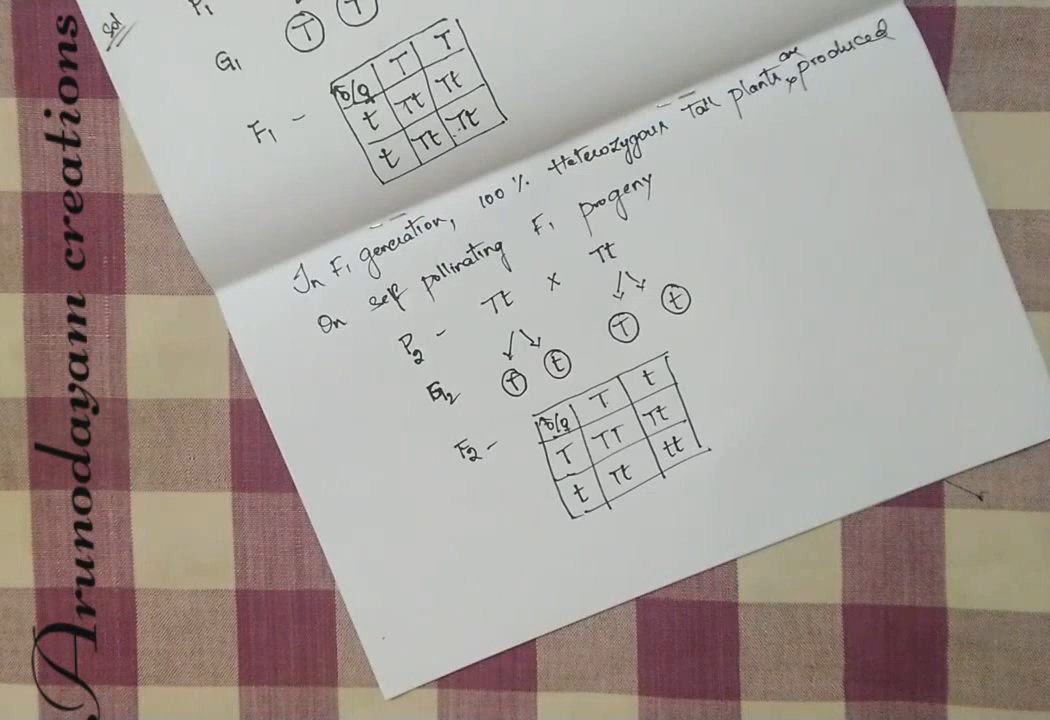 Sol
P1
T T
G1
F1 - ♂/♀ T T
t Tt Tt
t Tt Tt
In F1 generation, 100 %. Heterozygous Tall plants are produced
On self pollinating F1 progeny
P2 - Tt x Tt
G2 T t T t
F2 - ♂/♀ T t
T TT Tt
t Tt tt
Arunodayam creations